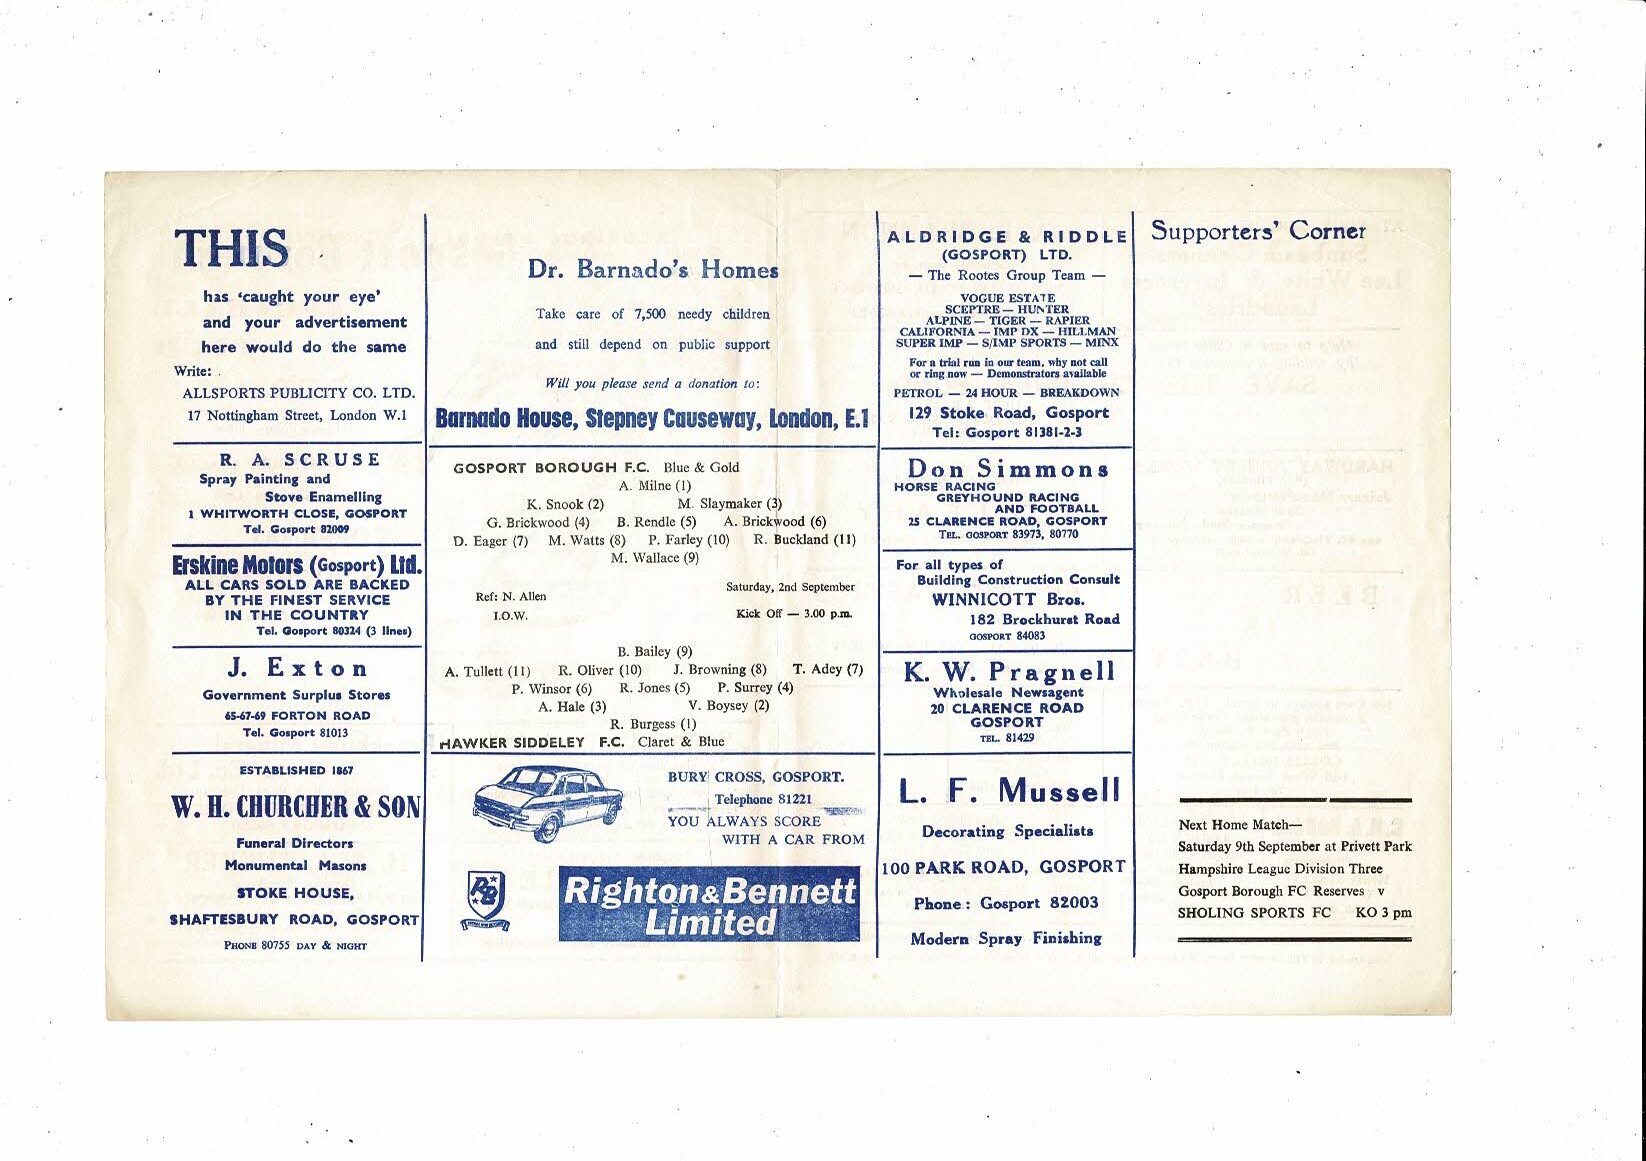 THIS
has ‘caught your eye’
and your advertisement
here would do the same
Write:
ALLSPORTS PUBLICITY CO. LTD.
17 Nottingham Street, London W.1
R. A. SCRUSE
Spray Painting and
Stove Enamelling
1 WHITWORTH CLOSE, GOSPORT
Tel. Gosport 82009
Erskine Motors (Gosport) Ltd.
ALL CARS SOLD ARE BACKED
BY THE FINEST SERVICE
IN THE COUNTRY
Tel. Gosport 80324 (3 lines)
J. Exton
Government Surplus Stores
65-67-69 FORTON ROAD
Tel. Gosport 81013
ESTABLISHED 1867
W. H. CHURCHER & SON
Funeral Directors
Monumental Masons
STOKE HOUSE,
SHAFTESBURY ROAD, GOSPORT
PHONE 80755 DAY & NIGHT
Dr. Barnado’s Homes
Take care of 7,500 needy children
and still depend on public support
Will you please send a donation to:
Barnado House, Stepney Causeway, London, E.1
GOSPORT BOROUGH F.C. Blue & Gold
A. Milne (1)
K. Snook (2) M. Slaymaker (3)
G. Brickwood (4) B. Rendle (5) A. Brickwood (6)
D. Eager (7) M. Watts (8) P. Farley (10) R. Buckland (11)
M. Wallace (9)
Saturday, 2nd September
Ref: N. Allen
I.O.W. Kick Off — 3.00 p.m.
B. Bailey (9)
A. Tullett (11) R. Oliver (10) J. Browning (8) T. Adey (7)
P. Winsor (6) R. Jones (5) P. Surrey (4)
A. Hale (3) V. Boysey (2)
R. Burgess (1)
HAWKER SIDDELEY F.C. Claret & Blue
BURY CROSS, GOSPORT.
Telephone 81221
YOU ALWAYS SCORE
WITH A CAR FROM
RB
Righton & Bennett
Limited
ALDRIDGE & RIDDLE
(GOSPORT) LTD.
— The Rootes Group Team —
VOGUE ESTATE
SCEPTRE — HUNTER
ALPINE — TIGER — RAPIER
CALIFORNIA — IMP DX — HILLMAN
SUPER IMP — S/IMP SPORTS — MINX
For a trial run in our team, why not call
or ring now — Demonstrators available
PETROL — 24 HOUR — BREAKDOWN
129 Stoke Road, Gosport
Tel: Gosport 81381-2-3
Don Simmons
HORSE RACING
GREYHOUND RACING
AND FOOTBALL
25 CLARENCE ROAD, GOSPORT
TEL. GOSPORT 83973, 80770
For all types of
Building Construction Consult
WINNICOTT Bros.
182 Brockhurst Road
GOSPORT 84083
K. W. Pragnell
Wholesale Newsagent
20 CLARENCE ROAD
GOSPORT
TEL. 81429
L. F. Mussell
Decorating Specialists
100 PARK ROAD, GOSPORT
Phone: Gosport 82003
Modern Spray Finishing
Supporters’ Corner
Next Home Match—
Saturday 9th September at Privett Park
Hampshire League Division Three
Gosport Borough FC Reserves v
SHOLING SPORTS FC KO 3 pm